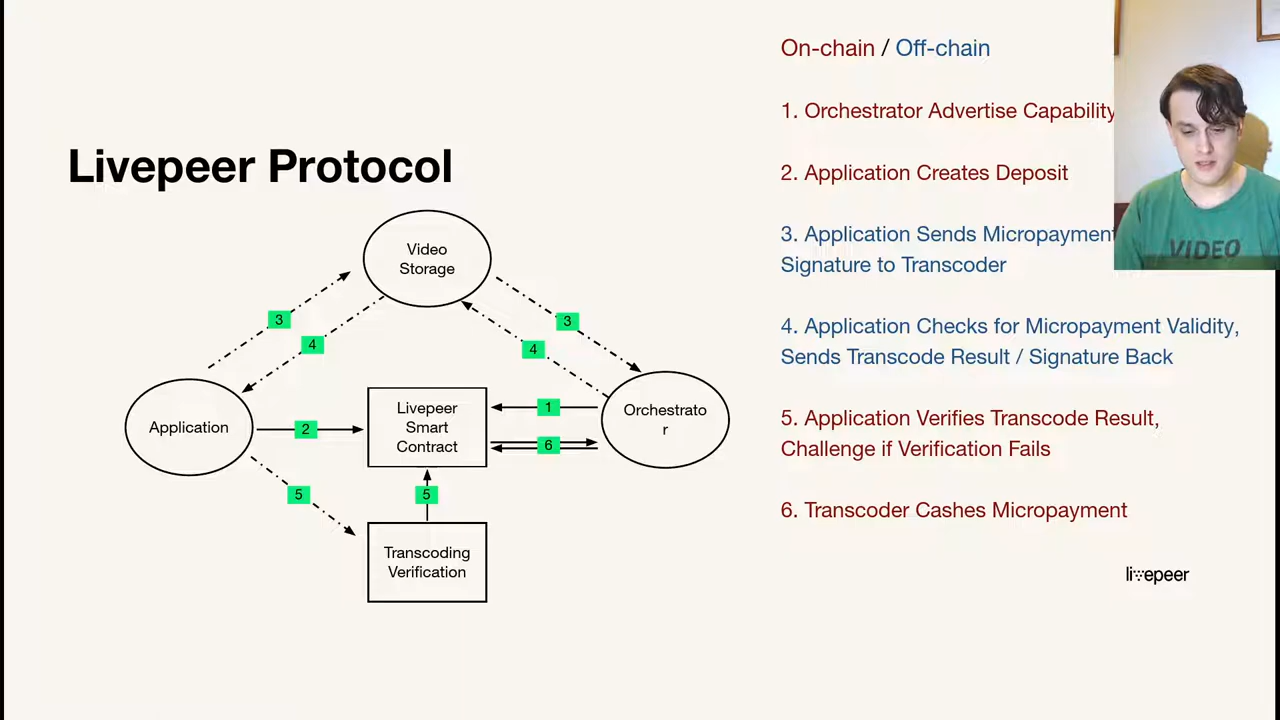 On-chain / Off-chain
1. Orchestrator Advertise Capability
2. Application Creates Deposit
3. Application Sends Micropayment
Signature to Transcoder
4. Application Checks for Micropayment Validity,
Sends Transcode Result / Signature Back
5. Application Verifies Transcode Result,
Challenge if Verification Fails
6. Transcoder Cashes Micropayment
livepeer
VIDEO
Livepeer Protocol
Video
Storage
3
4
3
4
Application
2
Livepeer
Smart
Contract
1
6
Orchestrato
r
5
5
Transcoding
Verification